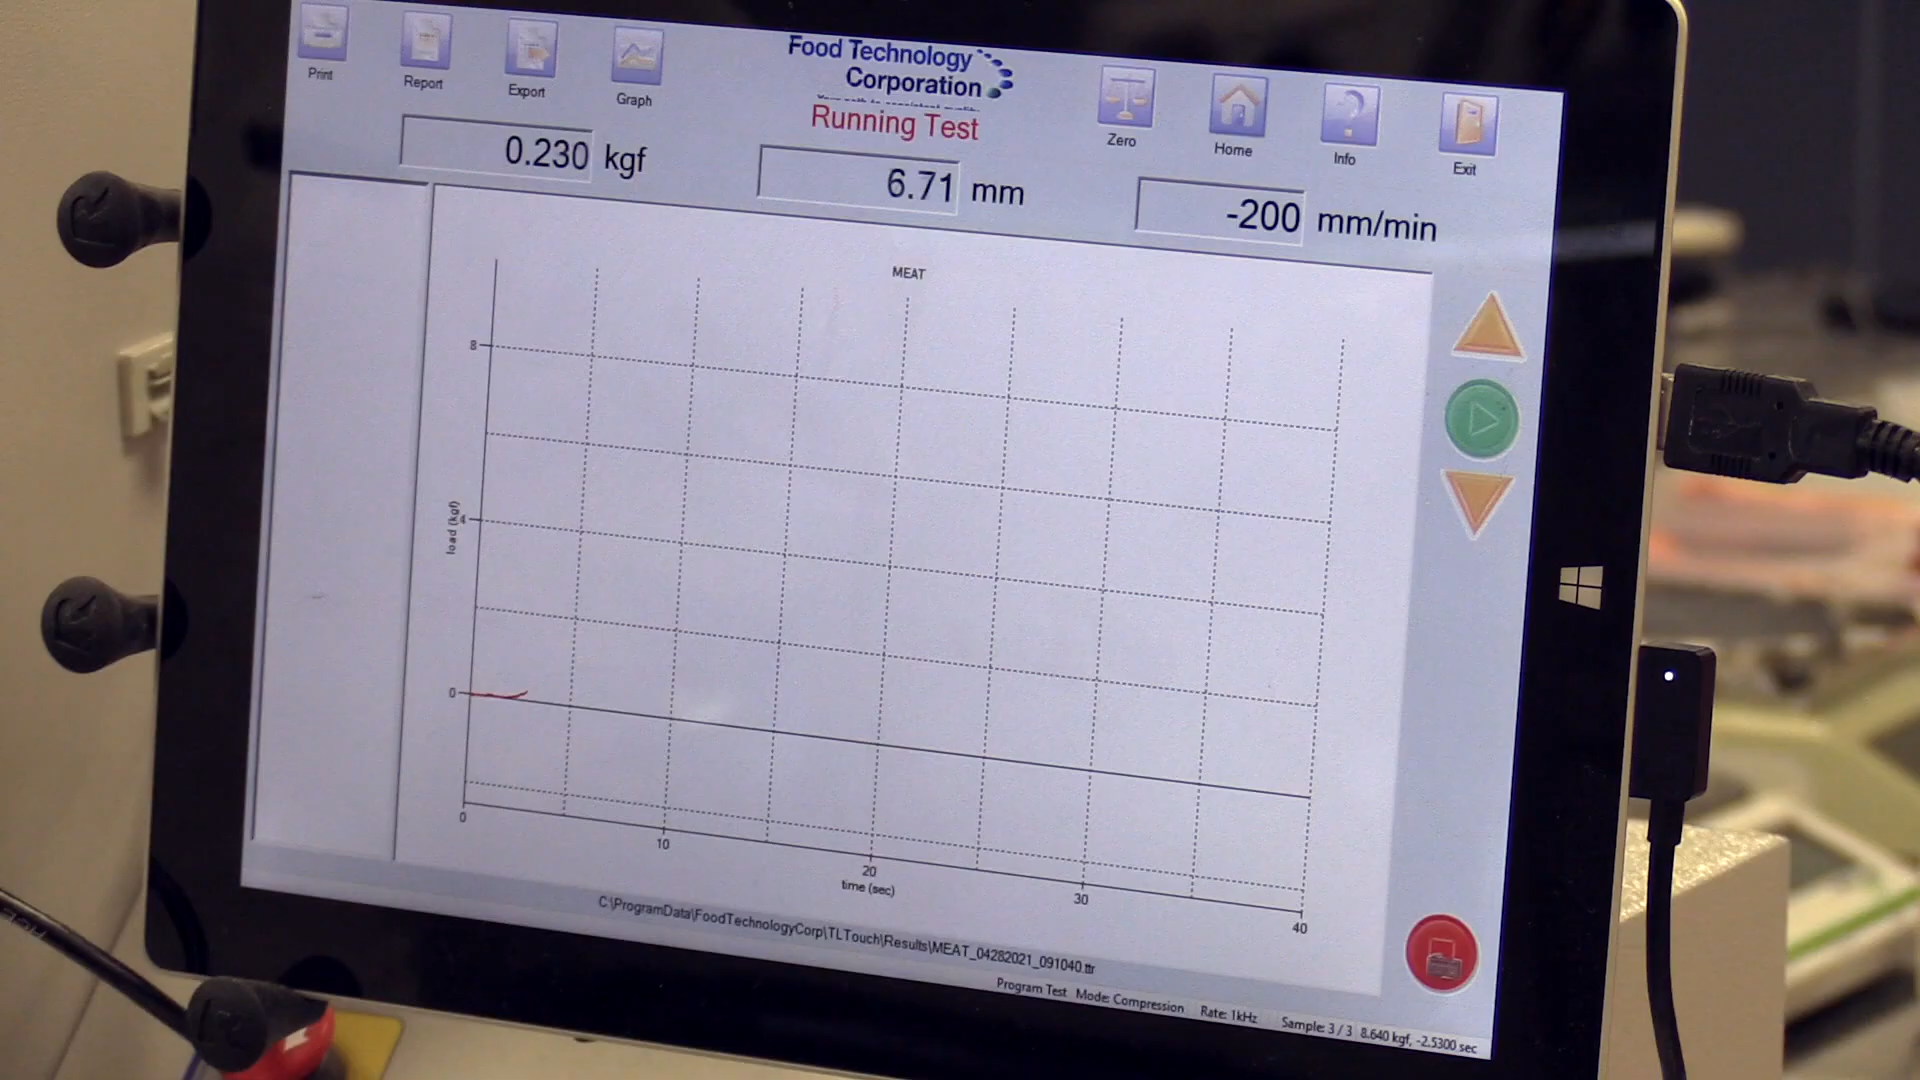 Print
Report
Export
Graph
Food Technology
Corporation
Running Test
Zero
Home
Info
Exit
0.230 kgf
6.71 mm
-200 mm/min
MEAT
8
4
0
load (kgf)
0
10
20
30
40
time (sec)
C:\ProgramData\FoodTechnologyCorp\TLTouch\Results\MEAT_04282021_091040.ttr
Program Test Mode: Compression Rate: 1kHz Sample: 3 / 3 8.640 kgf, -2.5300 sec